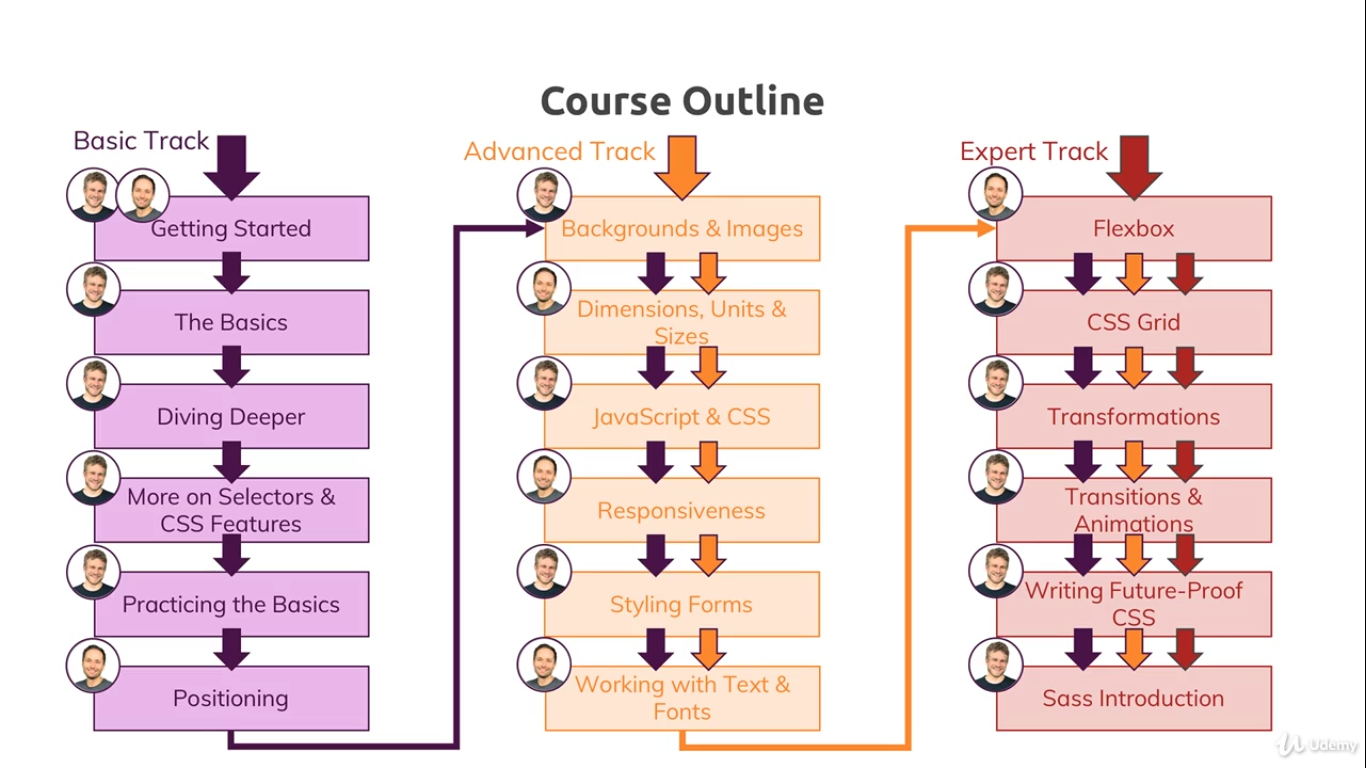 Course Outline
Basic Track
Getting Started
The Basics
Diving Deeper
More on Selectors &
CSS Features
Practicing the Basics
Positioning
Advanced Track
Backgrounds & Images
Dimensions, Units &
Sizes
JavaScript & CSS
Responsiveness
Styling Forms
Working with Text &
Fonts
Expert Track
Flexbox
CSS Grid
Transformations
Transitions &
Animations
Writing Future-Proof
CSS
Sass Introduction
Udemy